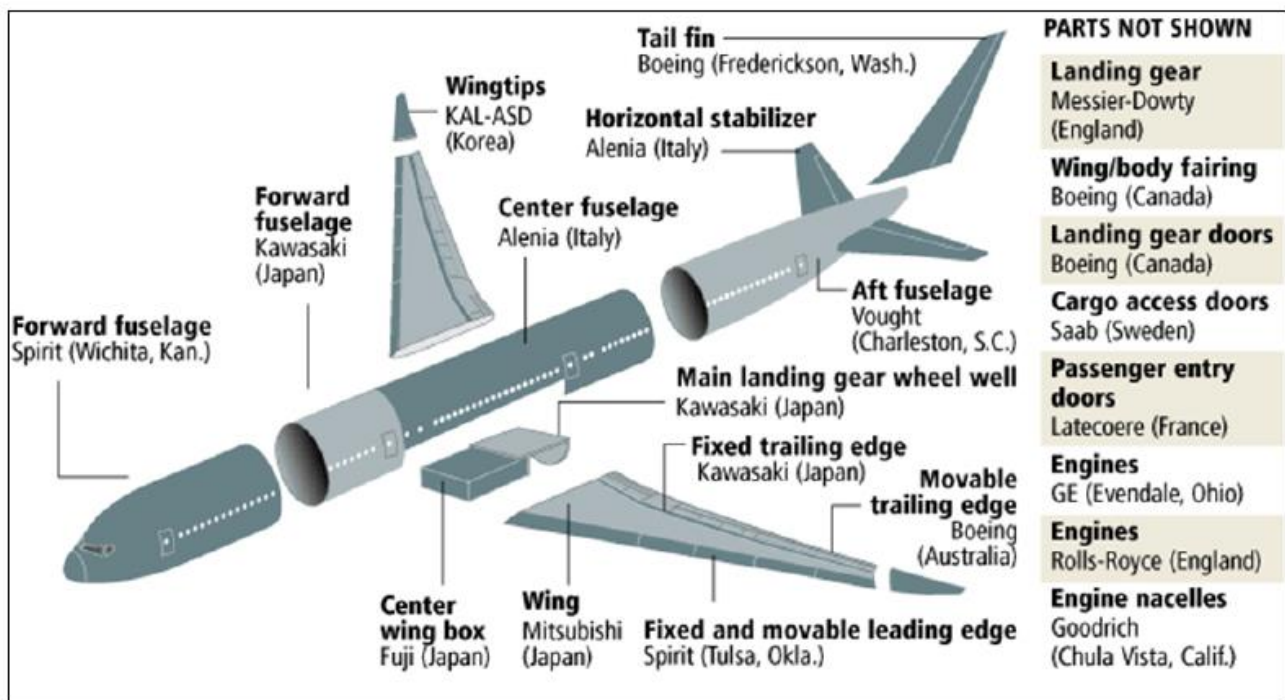 Tail fin
Boeing (Frederickson, Wash.)
Wingtips
KAL-ASD
(Korea)
Horizontal stabilizer
Alenia (Italy)
Forward
fuselage
Kawasaki
(Japan)
Center fuselage
Alenia (Italy)
Forward fuselage
Spirit (Wichita, Kan.)
Aft fuselage
Vought
(Charleston, S.C.)
Main landing gear wheel well
Kawasaki (Japan)
Fixed trailing edge
Kawasaki (Japan)
Movable
trailing edge
Boeing
(Australia)
Center
wing box
Fuji (Japan)
Wing
Mitsubishi
(Japan)
Fixed and movable leading edge
Spirit (Tulsa, Okla.)
PARTS NOT SHOWN
Landing gear
Messier-Dowty
(England)
Wing/body fairing
Boeing (Canada)
Landing gear doors
Boeing (Canada)
Cargo access doors
Saab (Sweden)
Passenger entry
doors
Latecoere (France)
Engines
GE (Evendale, Ohio)
Engines
Rolls-Royce (England)
Engine nacelles
Goodrich
(Chula Vista, Calif.)